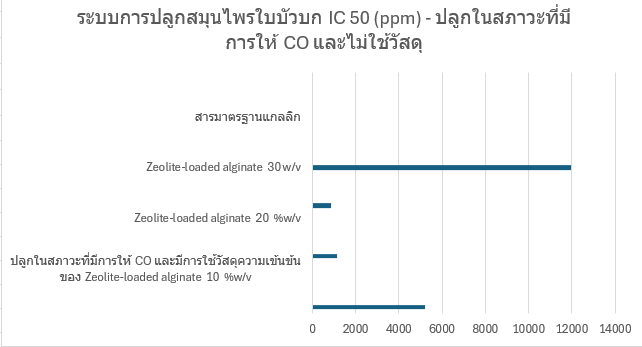 ระบบการปลูกสมุนไพรใบบัวบก IC 50 (ppm) - ปลูกในสภาวะที่มี
การให้ CO และไม่ใช้วัสดุ
สารมาตรฐานแกลลิก
Zeolite-loaded alginate 30w/v
Zeolite-loaded alginate 20 %w/v
ปลูกในสภาวะที่มีการให้ CO และมีการใช้วัสดุความเข้นข้น
ของ Zeolite-loaded alginate 10 %w/v
0 2000 4000 6000 8000 10000 12000 14000